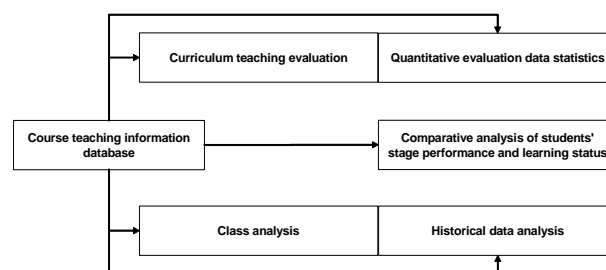 Curriculum teaching evaluation
Quantitative evaluation data statistics
Course teaching information
database
Comparative analysis of students'
stage performance and learning status
Class analysis
Historical data analysis